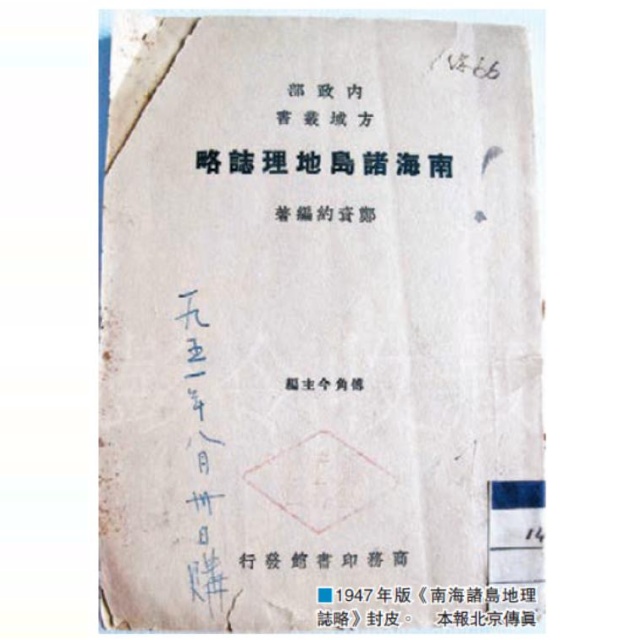 內政部
方域叢書
南海諸島地理誌略
鄭資約編著
一九五一年八月卅日購
傅角今主編
商務印書館發行
14
■1947年版《南海諸島地理
誌略》封皮。 本報北京傳真